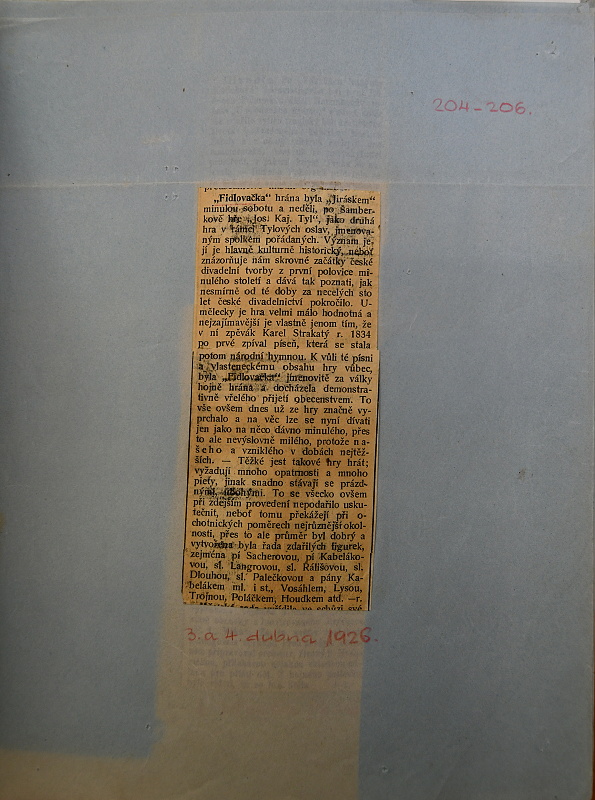 204-206.
„Fidlovačka“ hrána byla „Jiráskem“
minulou sobotu a neděli, po Šamber-
kově hře „Jos. Kaj. Tyl“, jako druhá
hra v rámci Tylových oslav, jmenova-
ným spolkem pořádaných. Význam je-
jí je hlavně kulturně historický, neboť
znázorňuje nám skrovné začátky české
divadelní tvorby z první polovice mi-
nulého století a dává tak poznati, jak
nesmírně od té doby za necelých sto
let české divadelnictví pokročilo. U-
mělecky je hra velmi málo hodnotná a
nejzajímavější je vlastně jenom tím, že
v ní zpěvák Karel Strakatý r. 1834
po prvé zpíval píseň, která se stala
potom národní hymnou. K vůli té písni
a vlasteneckému obsahu hry vůbec,
byla „Fidlovačka“ jmenovitě za války
hojně hrána a docházela demonstra-
tivně vřelého přijetí obecenstvem. To
vše ovšem dnes už ze hry značně vy-
prchalo a na věc lze se nyní dívati
jen jako na něco dávno minulého, přes
to ale nevýslovně milého, protože na-
šeho a vzniklého v dobách nejtěž-
ších. — Těžké jest takové hry hrát;
vyžadují mnoho opatrnosti a mnoho
piety, jinak snadno stávají se prázd-
nými,
To se všecko ovšem
při zdejším provedení nepodařilo usku-
tečnit, neboť tomu překážejí při o-
chotnických poměrech nejrůznější okol-
nosti, přes to ale průměr byl dobrý a
vytvořena byla řada zdařilých figurek,
zejména pí Sacherovou, pí Kabeláko-
vou, sl. Langrovou, sl. Rálišovou, sl.
Dlouhou, sl. Palečkovou a pány Ka-
belákem ml. i st., Vosáhlem, Lysou,
Trojnou, Poláčkem, Houdkem atd. —r.
3. a 4. dubna 1926.